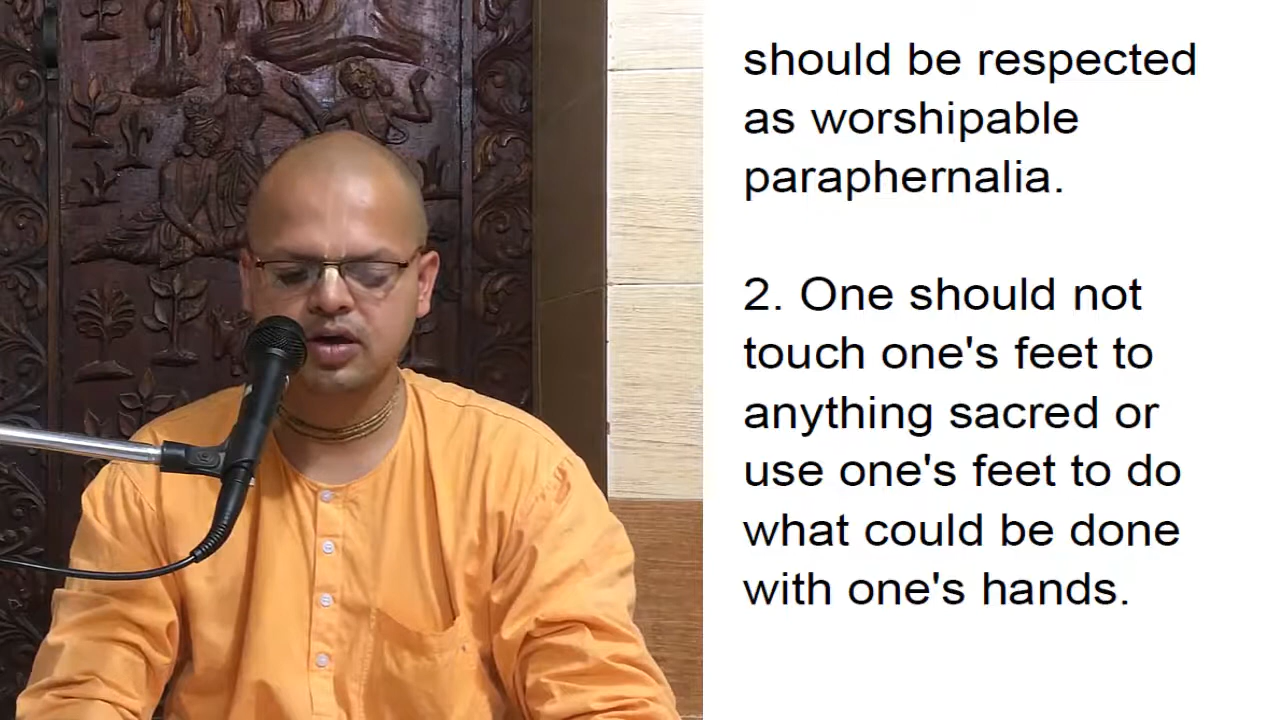 should be respected
as worshipable
paraphernalia.
2. One should not
touch one's feet to
anything sacred or
use one's feet to do
what could be done
with one's hands.